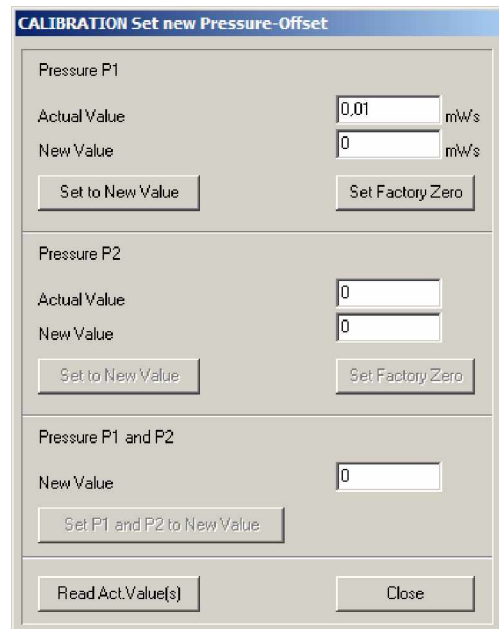 CALIBRATION Set new Pressure-Offset
Pressure P1
Actual Value 0,01 mWs
New Value 0 mWs
Set to New Value Set Factory Zero
Pressure P2
Actual Value 0
New Value 0
Set to New Value Set Factory Zero
Pressure P1 and P2
New Value 0
Set P1 and P2 to New Value
Read Act.Value(s) Close